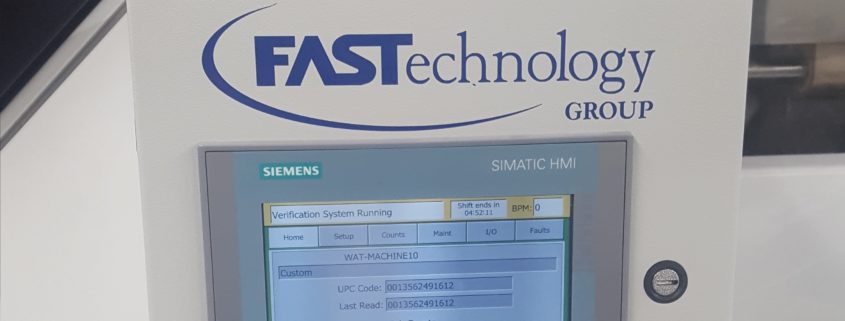 FASTechnology
GROUP
SIEMENS
SIMATIC HMI
Verification System Running
Shift ends in
04:52:11
BPM: 0
Home Setup Counts Maint I/O Faults
WAT-MACHINE10
Custom
UPC Code: 0013562491612
Last Read: 0013562491612